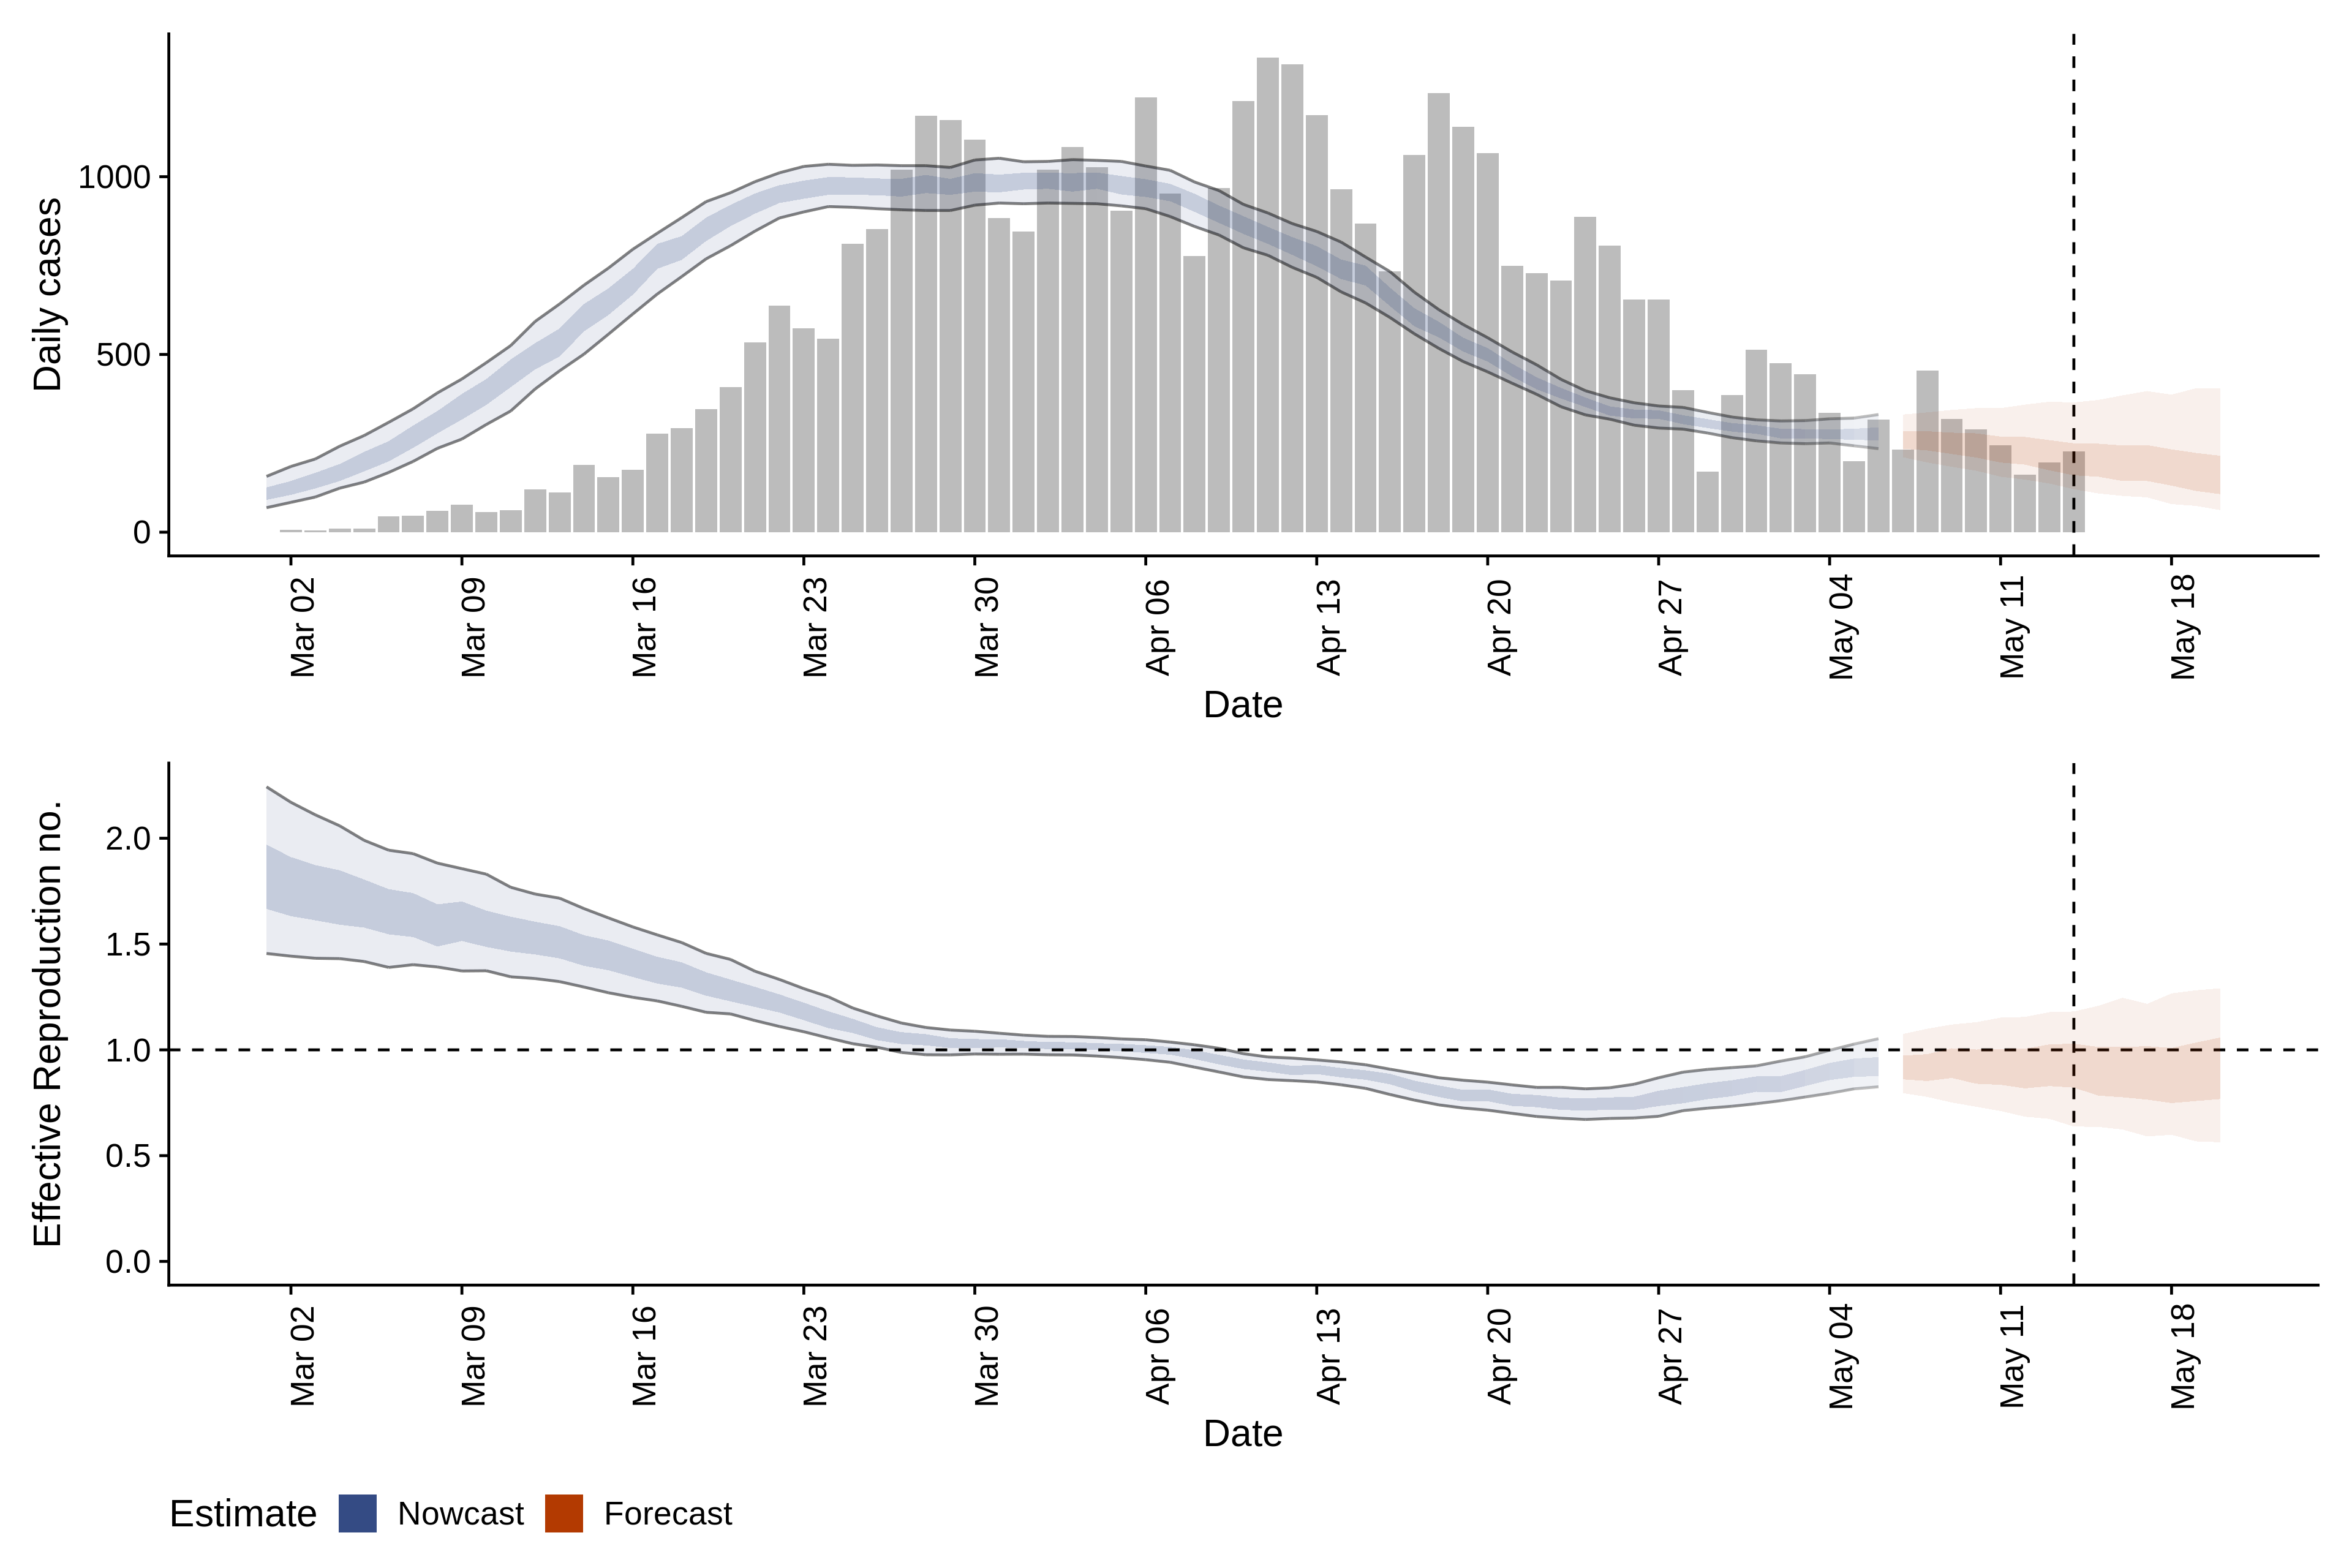 Daily cases
1000
500
0
Mar 02 Mar 09 Mar 16 Mar 23 Mar 30 Apr 06 Apr 13 Apr 20 Apr 27 May 04 May 11 May 18
Date
Effective Reproduction no.
2.0
1.5
1.0
0.5
0.0
Mar 02 Mar 09 Mar 16 Mar 23 Mar 30 Apr 06 Apr 13 Apr 20 Apr 27 May 04 May 11 May 18
Date
Estimate Nowcast Forecast